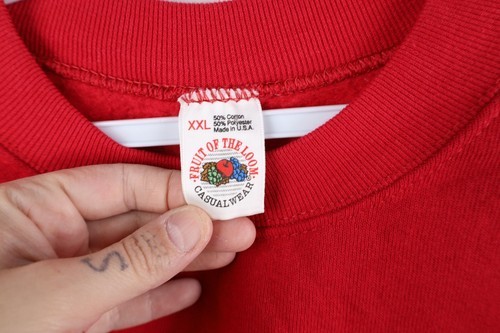 XXL
50% Cotton
50% Polyester
Made in U.S.A.
FRUIT OF THE LOOM
CASUALWEAR